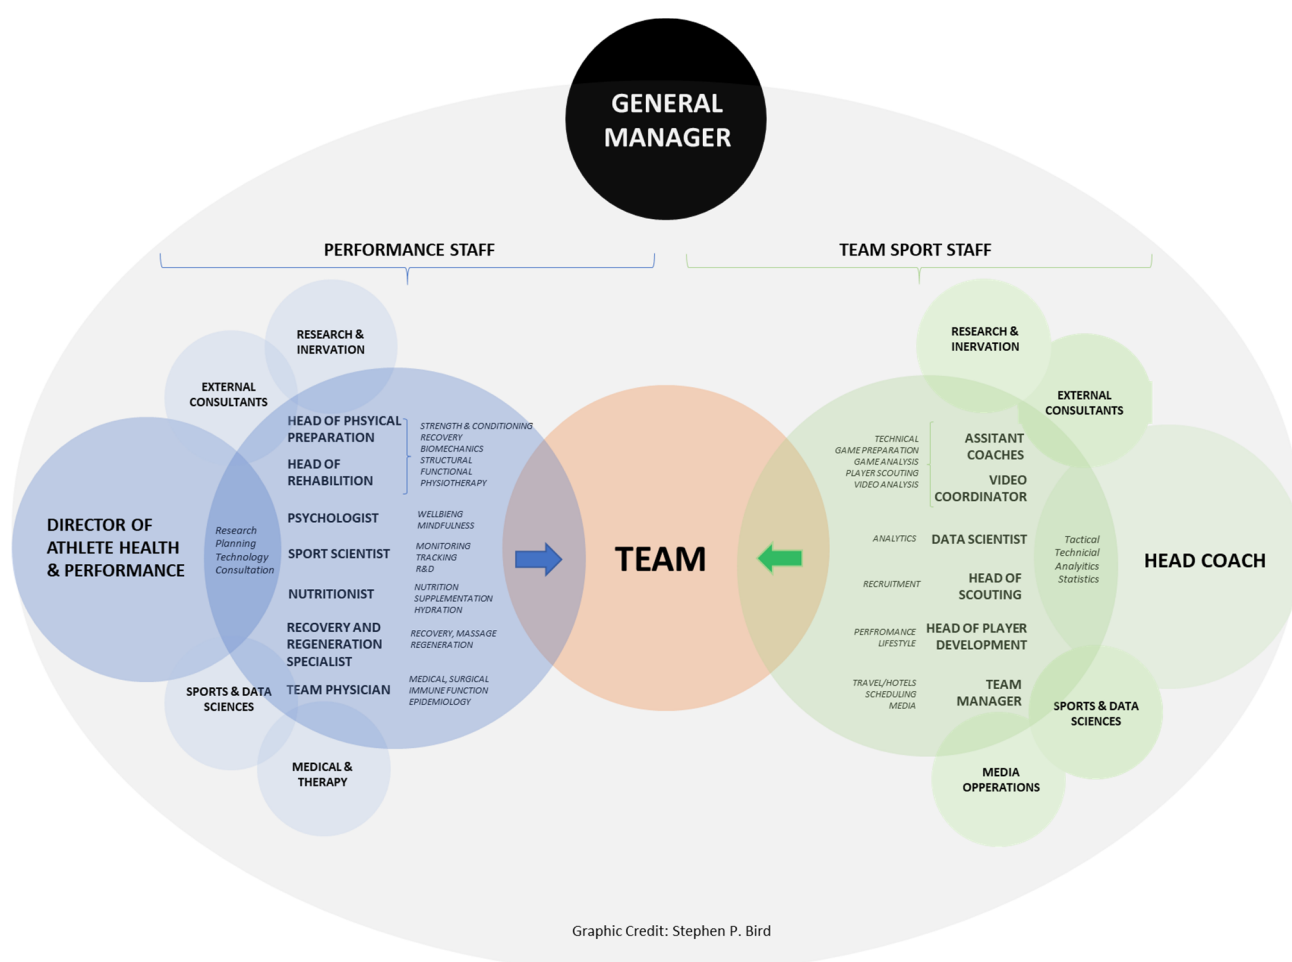 GENERAL
MANAGER
PERFORMANCE STAFF
TEAM SPORT STAFF
RESEARCH &
INERVATION
EXTERNAL
CONSULTANTS
HEAD OF PHSYICAL
PREPARATION
HEAD OF
REHABILITION
STRENGTH & CONDITIONING
RECOVERY
BIOMECHANICS
STRUCTURAL
FUNCTIONAL
PHYSIOTHERAPY
DIRECTOR OF
ATHLETE HEALTH
& PERFORMANCE
Research
Planning
Technology
Consultation
PSYCHOLOGIST
WELLBIENG
MINDFULNESS
SPORT SCIENTIST
MONITORING
TRACKING
R&D
NUTRITIONIST
NUTRITION
SUPPLEMENTATION
HYDRATION
RECOVERY AND
REGENERATION
SPECIALIST
RECOVERY, MASSAGE
REGENERATION
TEAM PHYSICIAN
MEDICAL, SURGICAL
IMMUNE FUNCTION
EPIDEMIOLOGY
SPORTS & DATA
SCIENCES
MEDICAL &
THERAPY
TEAM
RESEARCH &
INERVATION
EXTERNAL
CONSULTANTS
TECHNICAL
GAME PREPARATION
GAME ANALYSIS
PLAYER SCOUTING
VIDEO ANALYSIS
ASSITANT
COACHES
VIDEO
COORDINATOR
ANALYTICS
DATA SCIENTIST
RECRUITMENT
HEAD OF
SCOUTING
PERFROMANCE
LIFESTYLE
HEAD OF PLAYER
DEVELOPMENT
TRAVEL/HOTELS
SCHEDULING
MEDIA
TEAM
MANAGER
Tactical
Technicial
Analyitics
Statistics
HEAD COACH
SPORTS & DATA
SCIENCES
MEDIA
OPPERATIONS
Graphic Credit: Stephen P. Bird